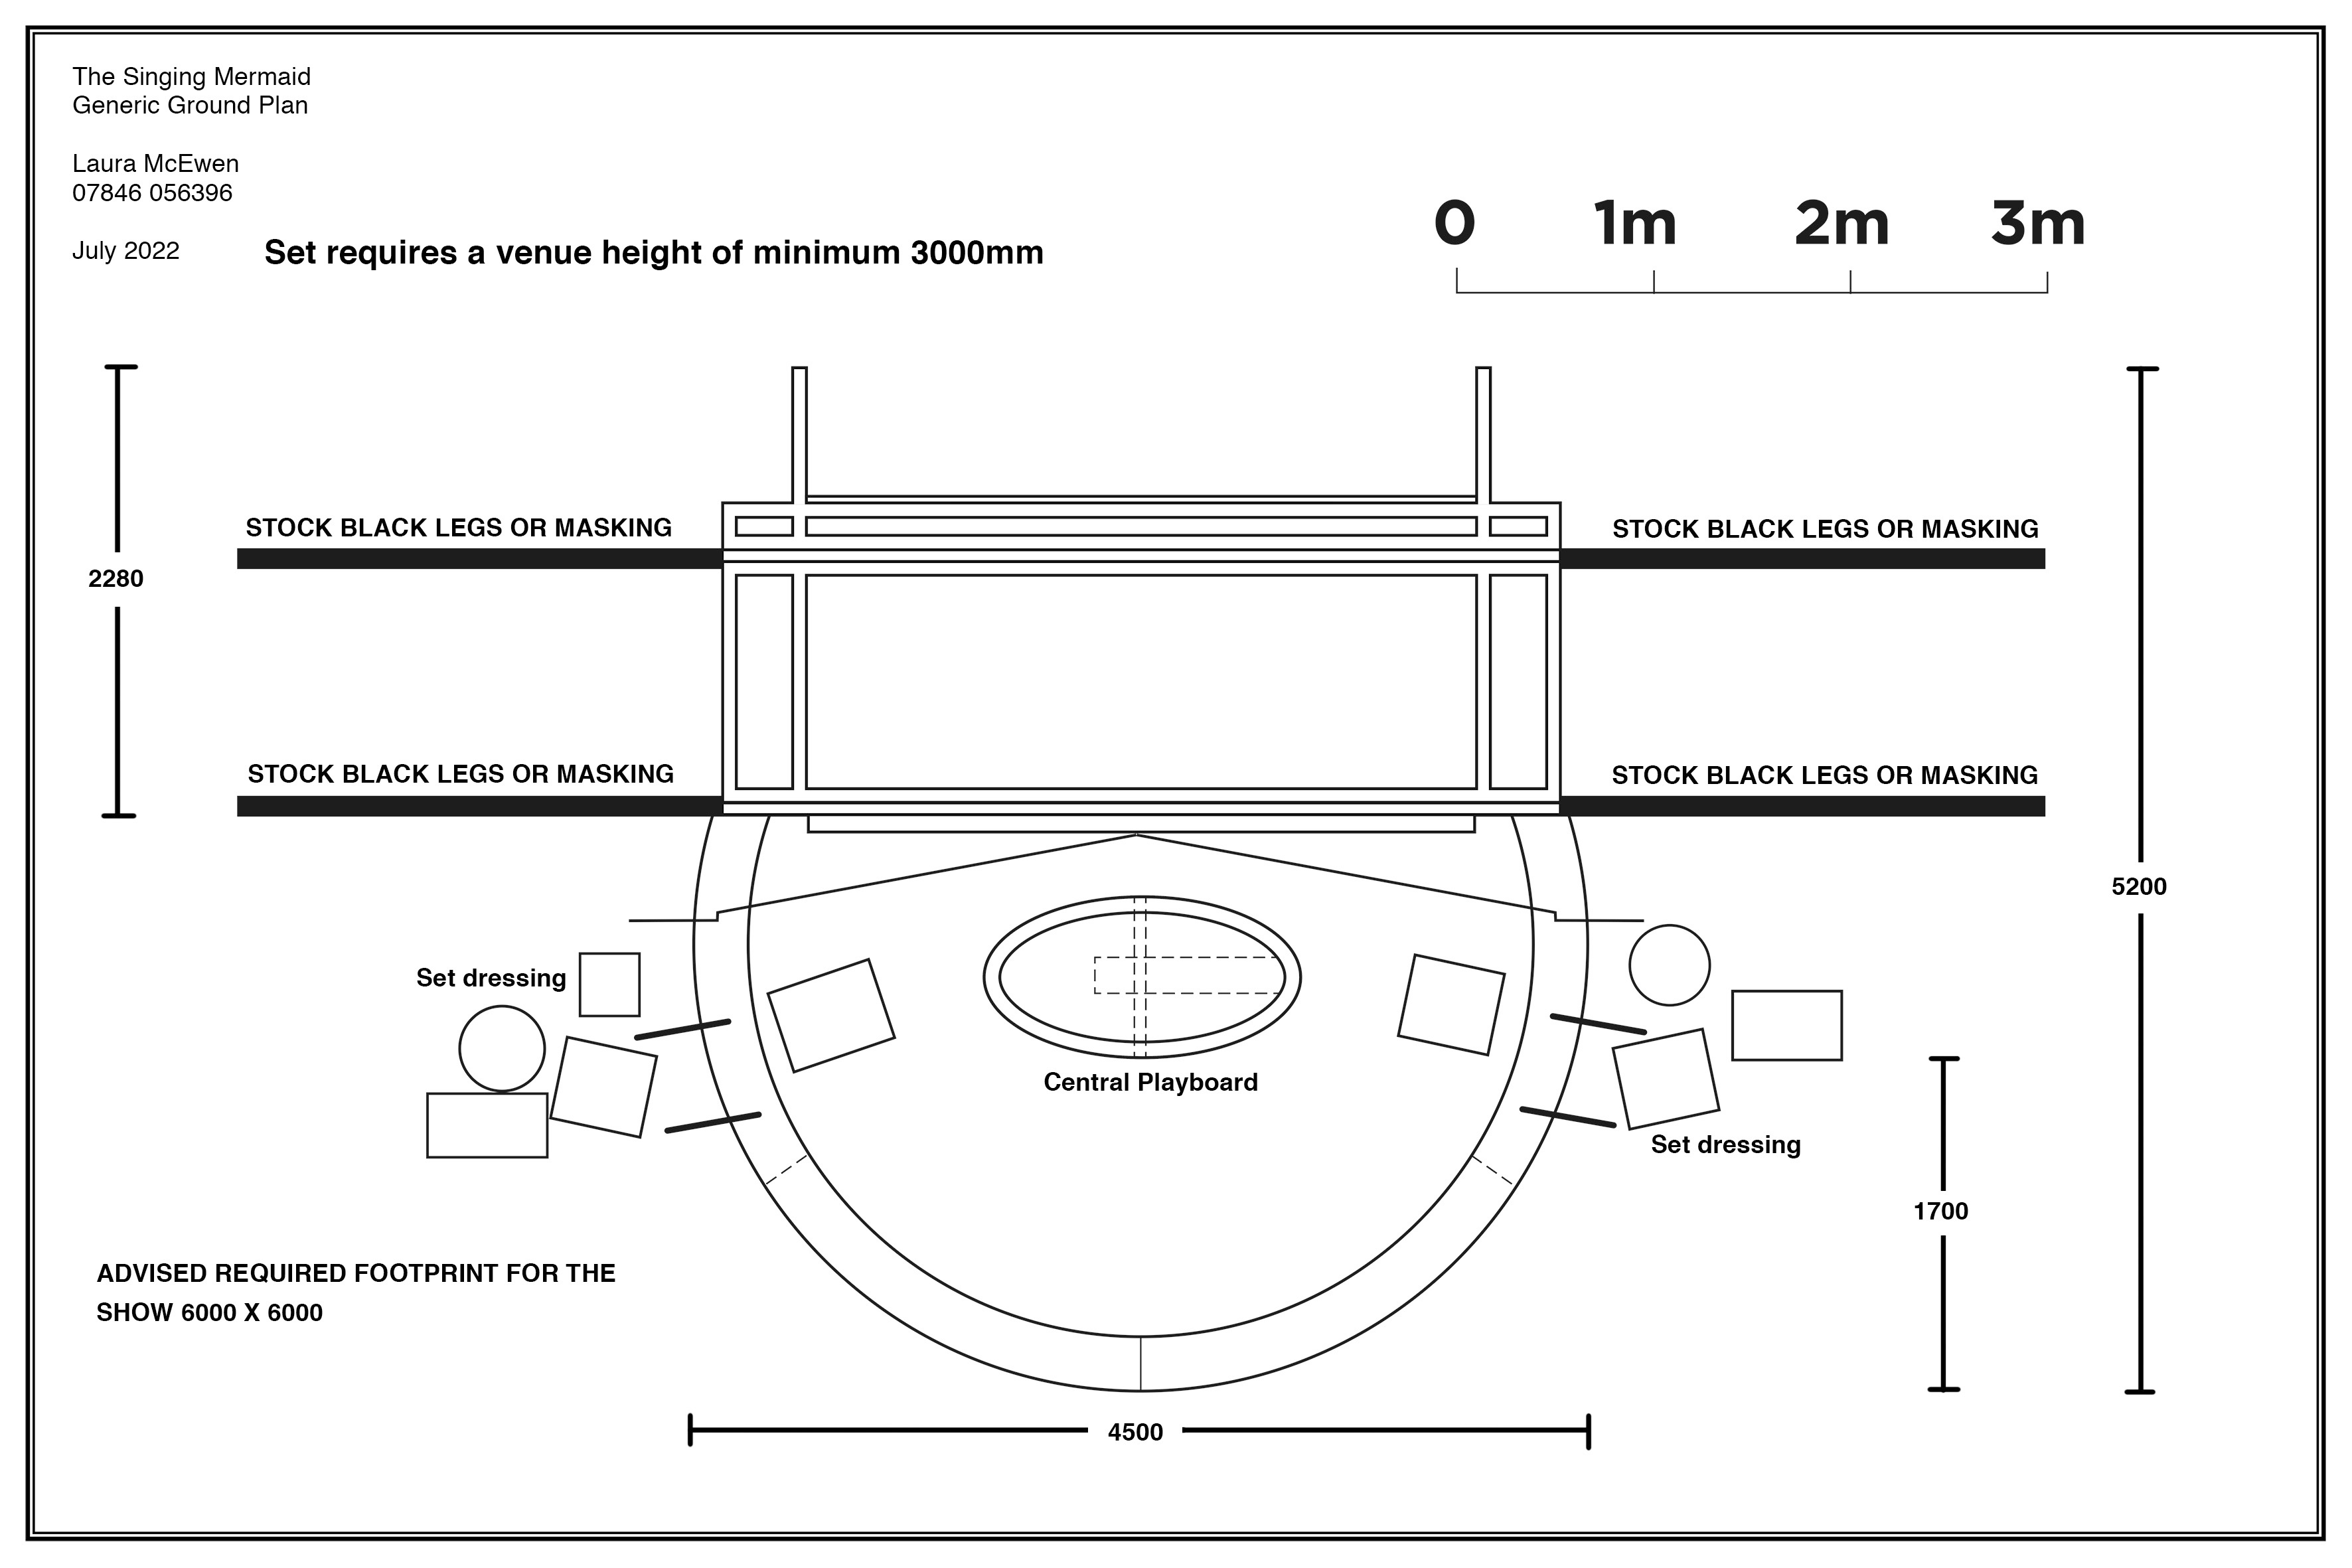 The Singing Mermaid
Generic Ground Plan
Laura McEwen
07846 056396
July 2022
Set requires a venue height of minimum 3000mm
0 1m 2m 3m
STOCK BLACK LEGS OR MASKING
STOCK BLACK LEGS OR MASKING
2280
STOCK BLACK LEGS OR MASKING
STOCK BLACK LEGS OR MASKING
5200
Set dressing
Central Playboard
Set dressing
1700
ADVISED REQUIRED FOOTPRINT FOR THE
SHOW 6000 X 6000
4500